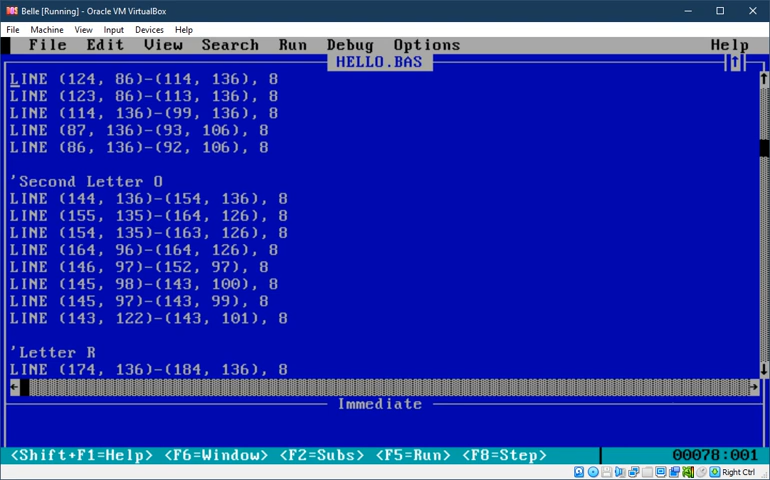 Belle [Running] - Oracle VM VirtualBox
File Machine View Input Devices Help
File Edit View Search Run Debug Options Help
HELLO.BAS
LINE (124, 86)-(114, 136), 8
LINE (123, 86)-(113, 136), 8
LINE (114, 136)-(99, 136), 8
LINE (87, 136)-(93, 106), 8
LINE (86, 136)-(92, 106), 8
'Second Letter O
LINE (144, 136)-(154, 136), 8
LINE (155, 135)-(164, 126), 8
LINE (154, 135)-(163, 126), 8
LINE (164, 96)-(164, 126), 8
LINE (146, 97)-(152, 97), 8
LINE (145, 98)-(143, 100), 8
LINE (145, 97)-(143, 99), 8
LINE (143, 122)-(143, 101), 8
'Letter R
LINE (174, 136)-(184, 136), 8
Immediate
<Shift+F1=Help> <F6=Window> <F2=Subs> <F5=Run> <F8=Step> 00078:001
Right Ctrl